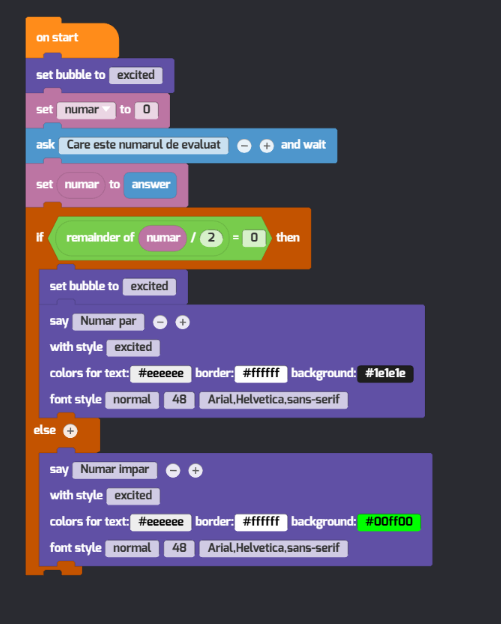 on start
set bubble to excited
set numar to 0
ask Care este numarul de evaluat - + and wait
set numar to answer
if remainder of numar / 2 = 0 then
set bubble to excited
say Numar par - +
with style excited
colors for text: #eeeeee border: #ffffff background: #1e1e1e
font style normal 48 Arial,Helvetica,sans-serif
else +
say Numar impar - +
with style excited
colors for text: #eeeeee border: #ffffff background: #00ff00
font style normal 48 Arial,Helvetica,sans-serif